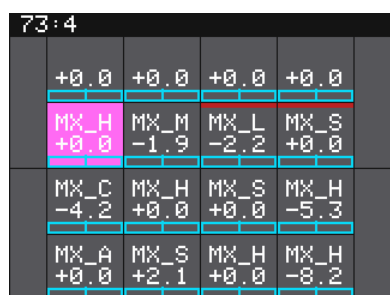 73:4
+0.0 +0.0 +0.0 +0.0
MX_H MX_M MX_L MX_S
+0.0 -1.9 -2.2 +0.0
MX_C MX_H MX_S MX_H
-4.2 +0.0 +0.0 -5.3
MX_A MX_S MX_H MX_H
+0.0 +2.1 +0.0 -8.2